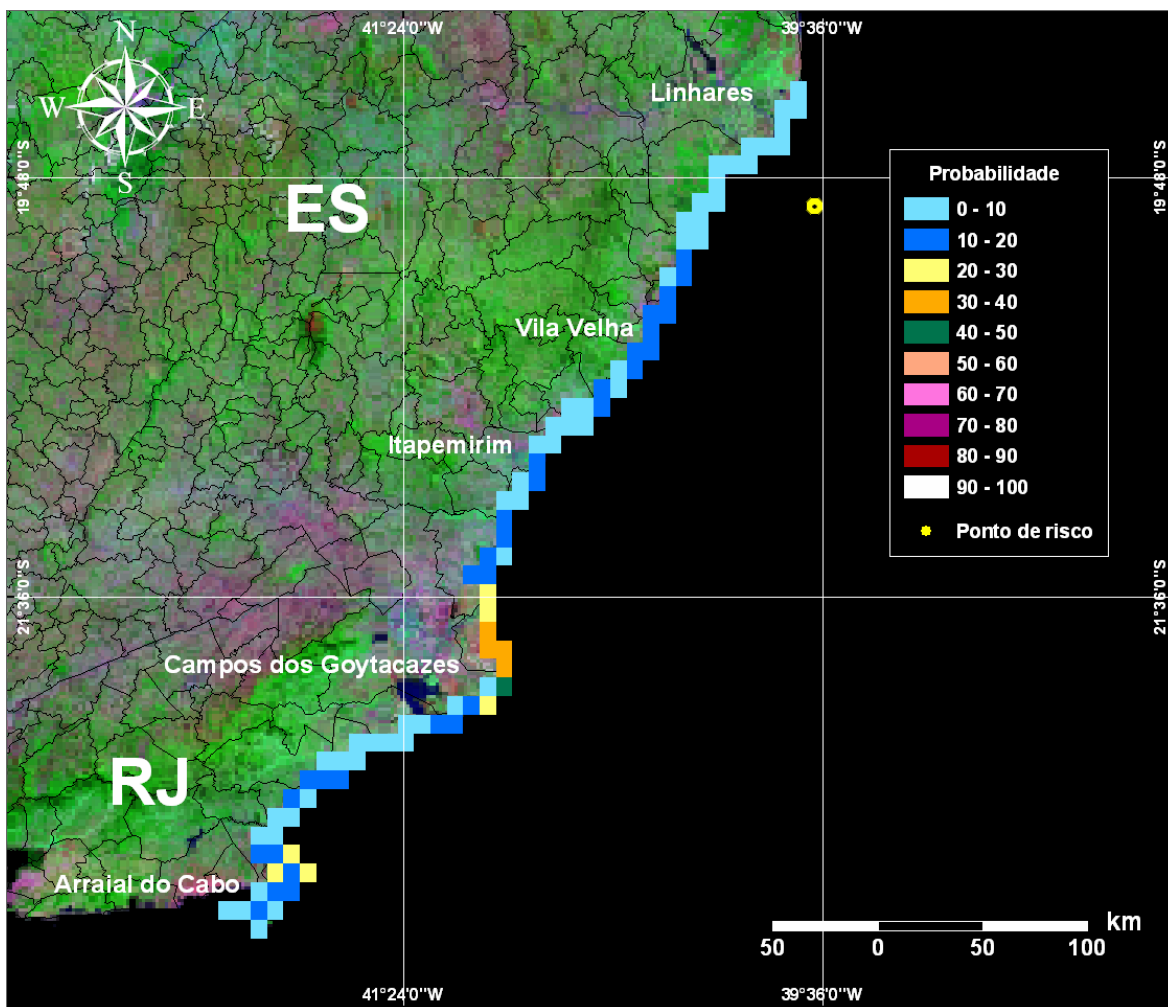 41°24'0"W
39°36'0"W
N
W
E
S
Linhares
19°48'0"S
19°48'0"S
ES
Probabilidade
0 - 10
10 - 20
20 - 30
30 - 40
40 - 50
50 - 60
60 - 70
70 - 80
80 - 90
90 - 100
Ponto de risco
Vila Velha
Itapemirim
21°36'0"S
21°36'0"S
Campos dos Goytacazes
RJ
Arraial do Cabo
km
50
0
50
100
41°24'0"W
39°36'0"W